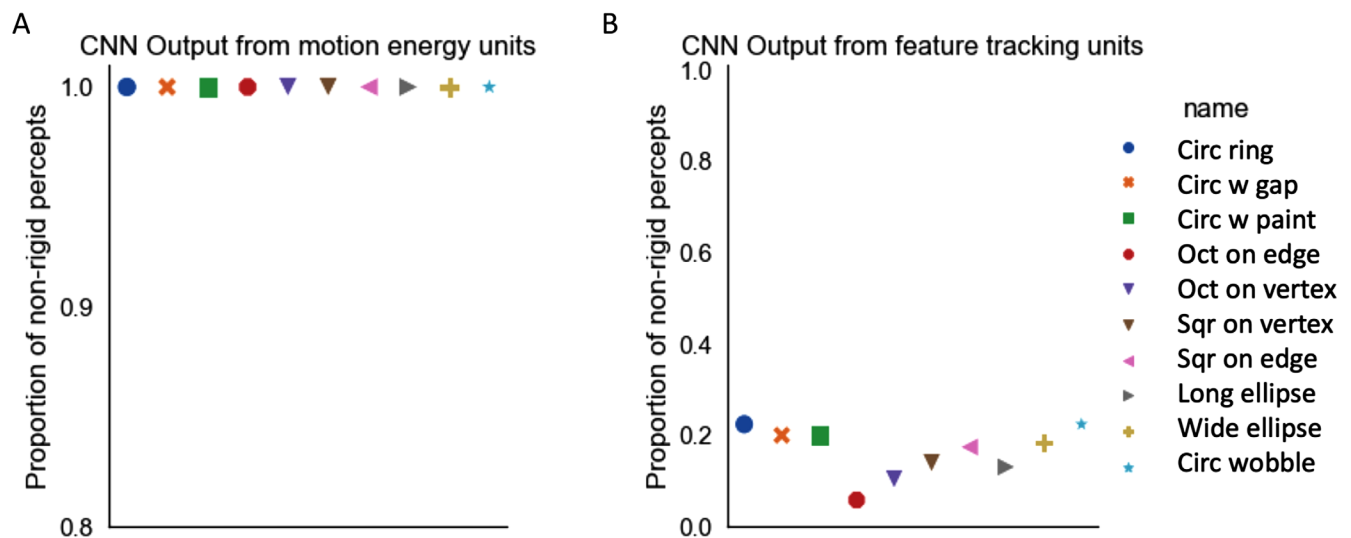 A
CNN Output from motion energy units
Proportion of non-rigid percepts
1.0
0.9
0.8
B
CNN Output from feature tracking units
Proportion of non-rigid percepts
1.0
0.8
0.6
0.4
0.2
0.0
name
Circ ring
Circ w gap
Circ w paint
Oct on edge
Oct on vertex
Sqr on vertex
Sqr on edge
Long ellipse
Wide ellipse
Circ wobble